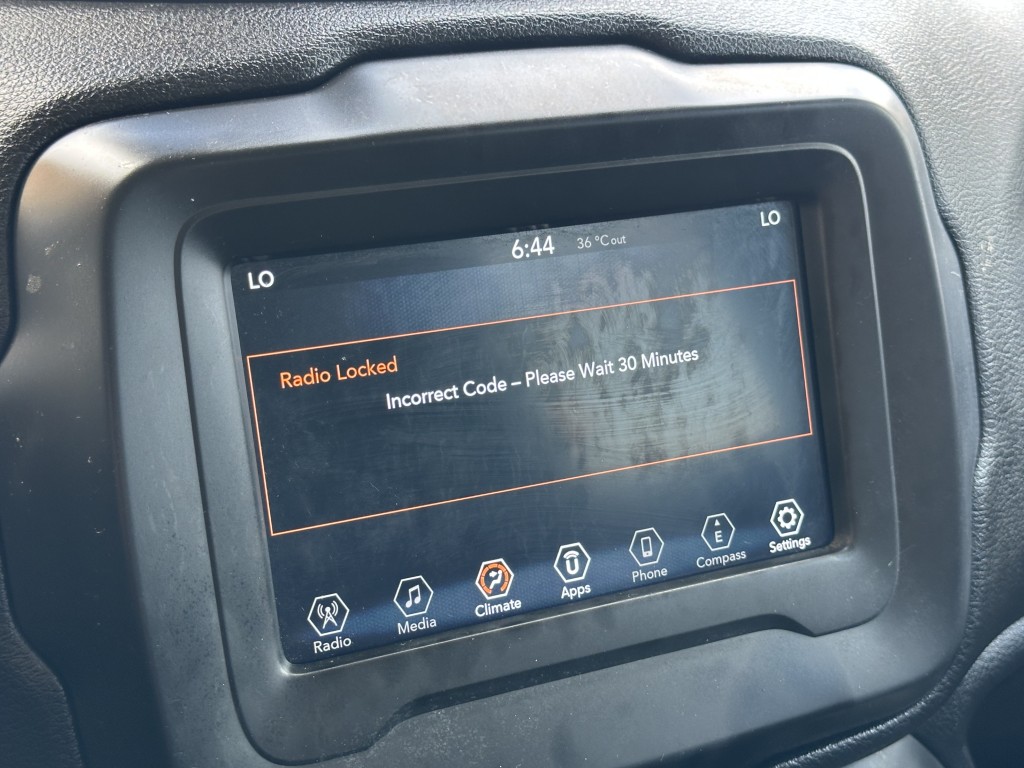 LO
6:44
36 °C out
LO
Radio Locked
Incorrect Code – Please Wait 30 Minutes
Radio
Media
Climate
Apps
Phone
E
Compass
Settings